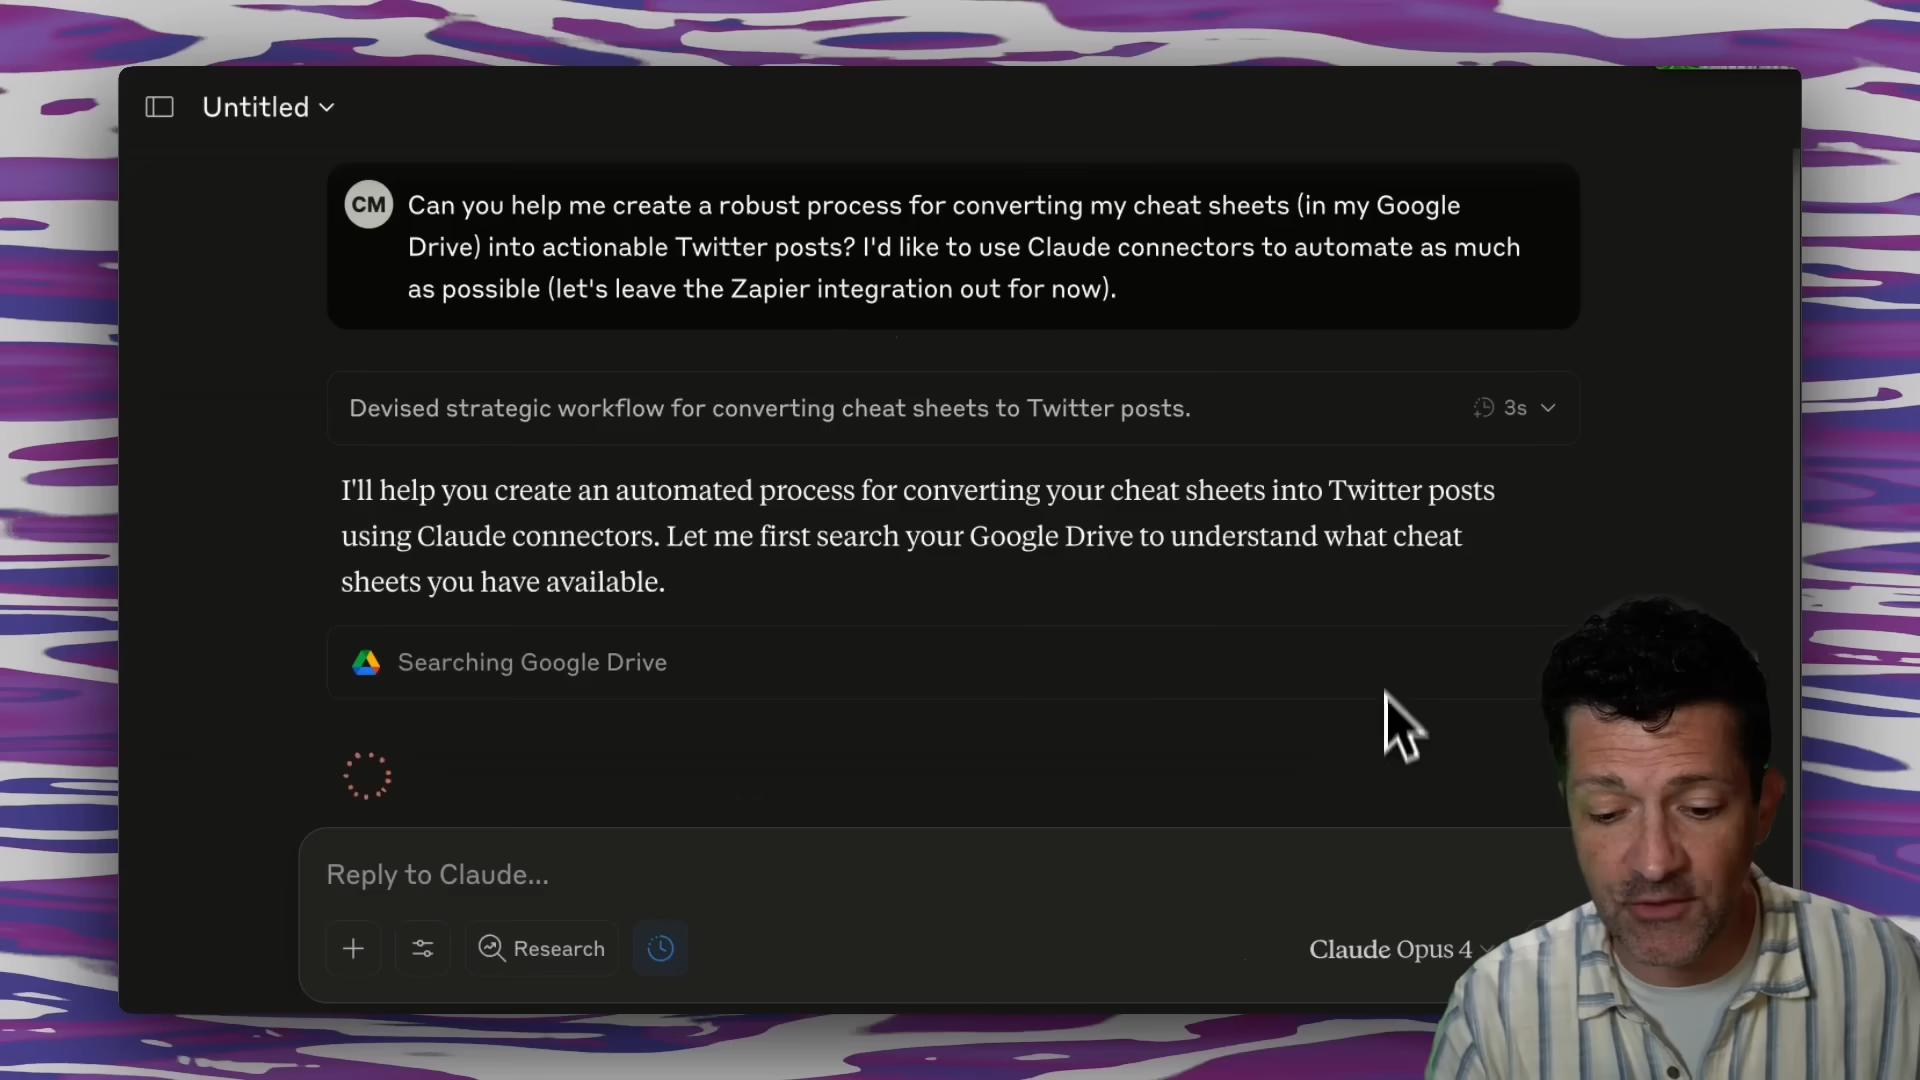 Untitled
CM
Can you help me create a robust process for converting my cheat sheets (in my Google
Drive) into actionable Twitter posts? I'd like to use Claude connectors to automate as much
as possible (let's leave the Zapier integration out for now).
Devised strategic workflow for converting cheat sheets to Twitter posts.
3s
I'll help you create an automated process for converting your cheat sheets into Twitter posts
using Claude connectors. Let me first search your Google Drive to understand what cheat
sheets you have available.
Searching Google Drive
Reply to Claude...
Research
Claude Opus 4